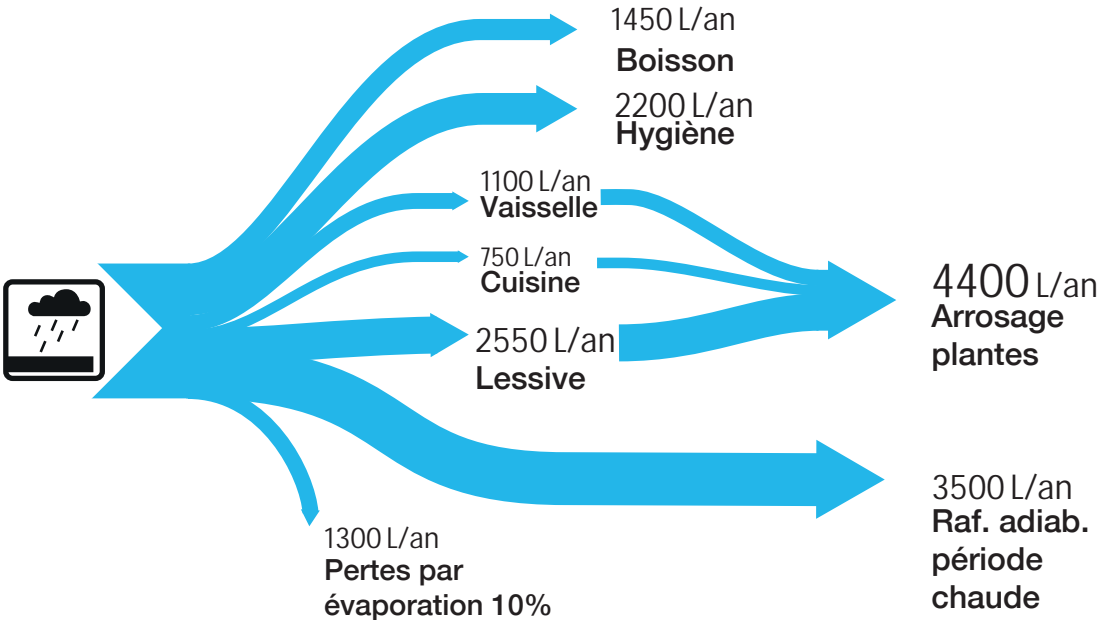 1450 L/an
Boisson
2200 L/an
Hygiène
1100 L/an
Vaisselle
750 L/an
Cuisine
2550 L/an
Lessive
4400 L/an
Arrosage
plantes
3500 L/an
Raf. adiab.
période
chaude
1300 L/an
Pertes par
évaporation 10%